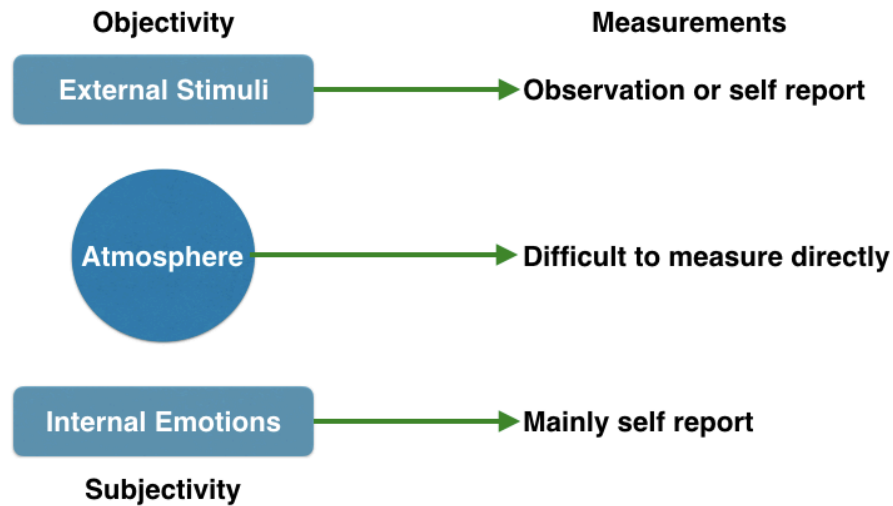 Objectivity
Measurements
External Stimuli
Observation or self report
Atmosphere
Difficult to measure directly
Internal Emotions
Mainly self report
Subjectivity